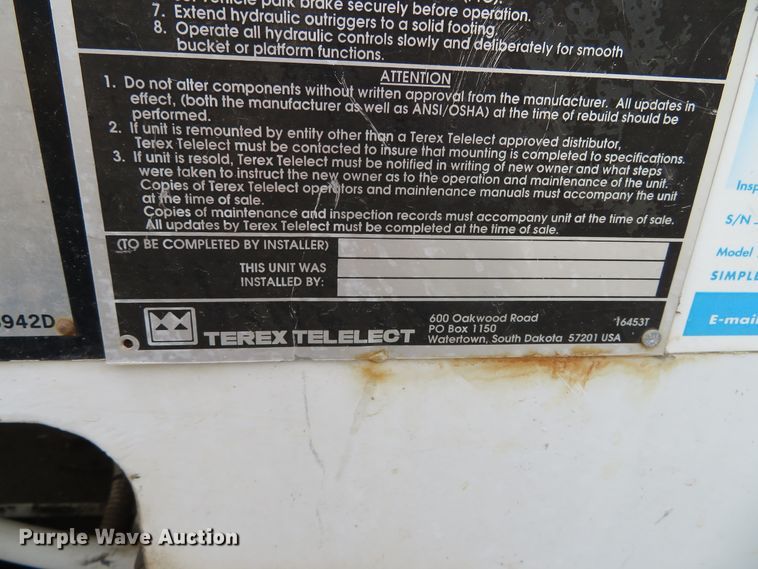 vehicle park brake securely before operation.
7. Extend hydraulic outriggers to a solid footing.
8. Operate all hydraulic controls slowly and deliberately for smooth
bucket or platform functions.
ATTENTION
1. Do not alter components without written approval from the manufacturer. All updates in
effect, (both the manufacturer as well as ANSI/OSHA) at the time of rebuild should be
performed.
2. If unit is remounted by entity other than a Terex Telelect approved distributor,
Terex Telelect must be contacted to insure that mounting is completed to specifications.
3. If unit is resold, Terex Telelect must be notified in writing of new owner and what steps
were taken to instruct the new owner as to the operation and maintenance of the unit.
Copies of Terex Telelect operators and maintenance manuals must accompany the unit
at the time of sale.
Copies of maintenance and inspection records must accompany unit at the time of sale.
All updates by Terex Telelect must be completed at the time of sale.
(TO BE COMPLETED BY INSTALLER)
THIS UNIT WAS
INSTALLED BY:
TEREX TELELECT
600 Oakwood Road
PO Box 1150
Watertown, South Dakota 57201 USA
16453T
942D
Insp
S/N
Model
SIMPLE
E-mai
Purple Wave Auction